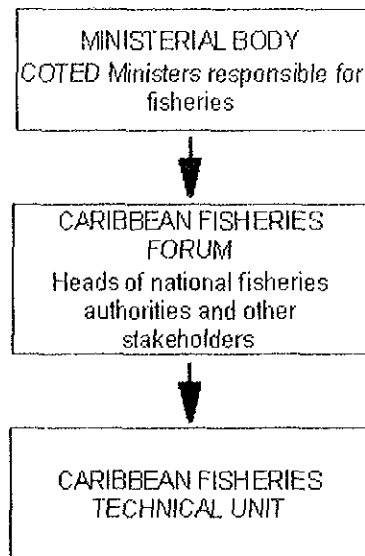 MINISTERIAL BODY
COTED Ministers responsible for
fisheries
CARIBBEAN FISHERIES
FORUM
Heads of national fisheries
authorities and other
stakeholders
CARIBBEAN FISHERIES
TECHNICAL UNIT